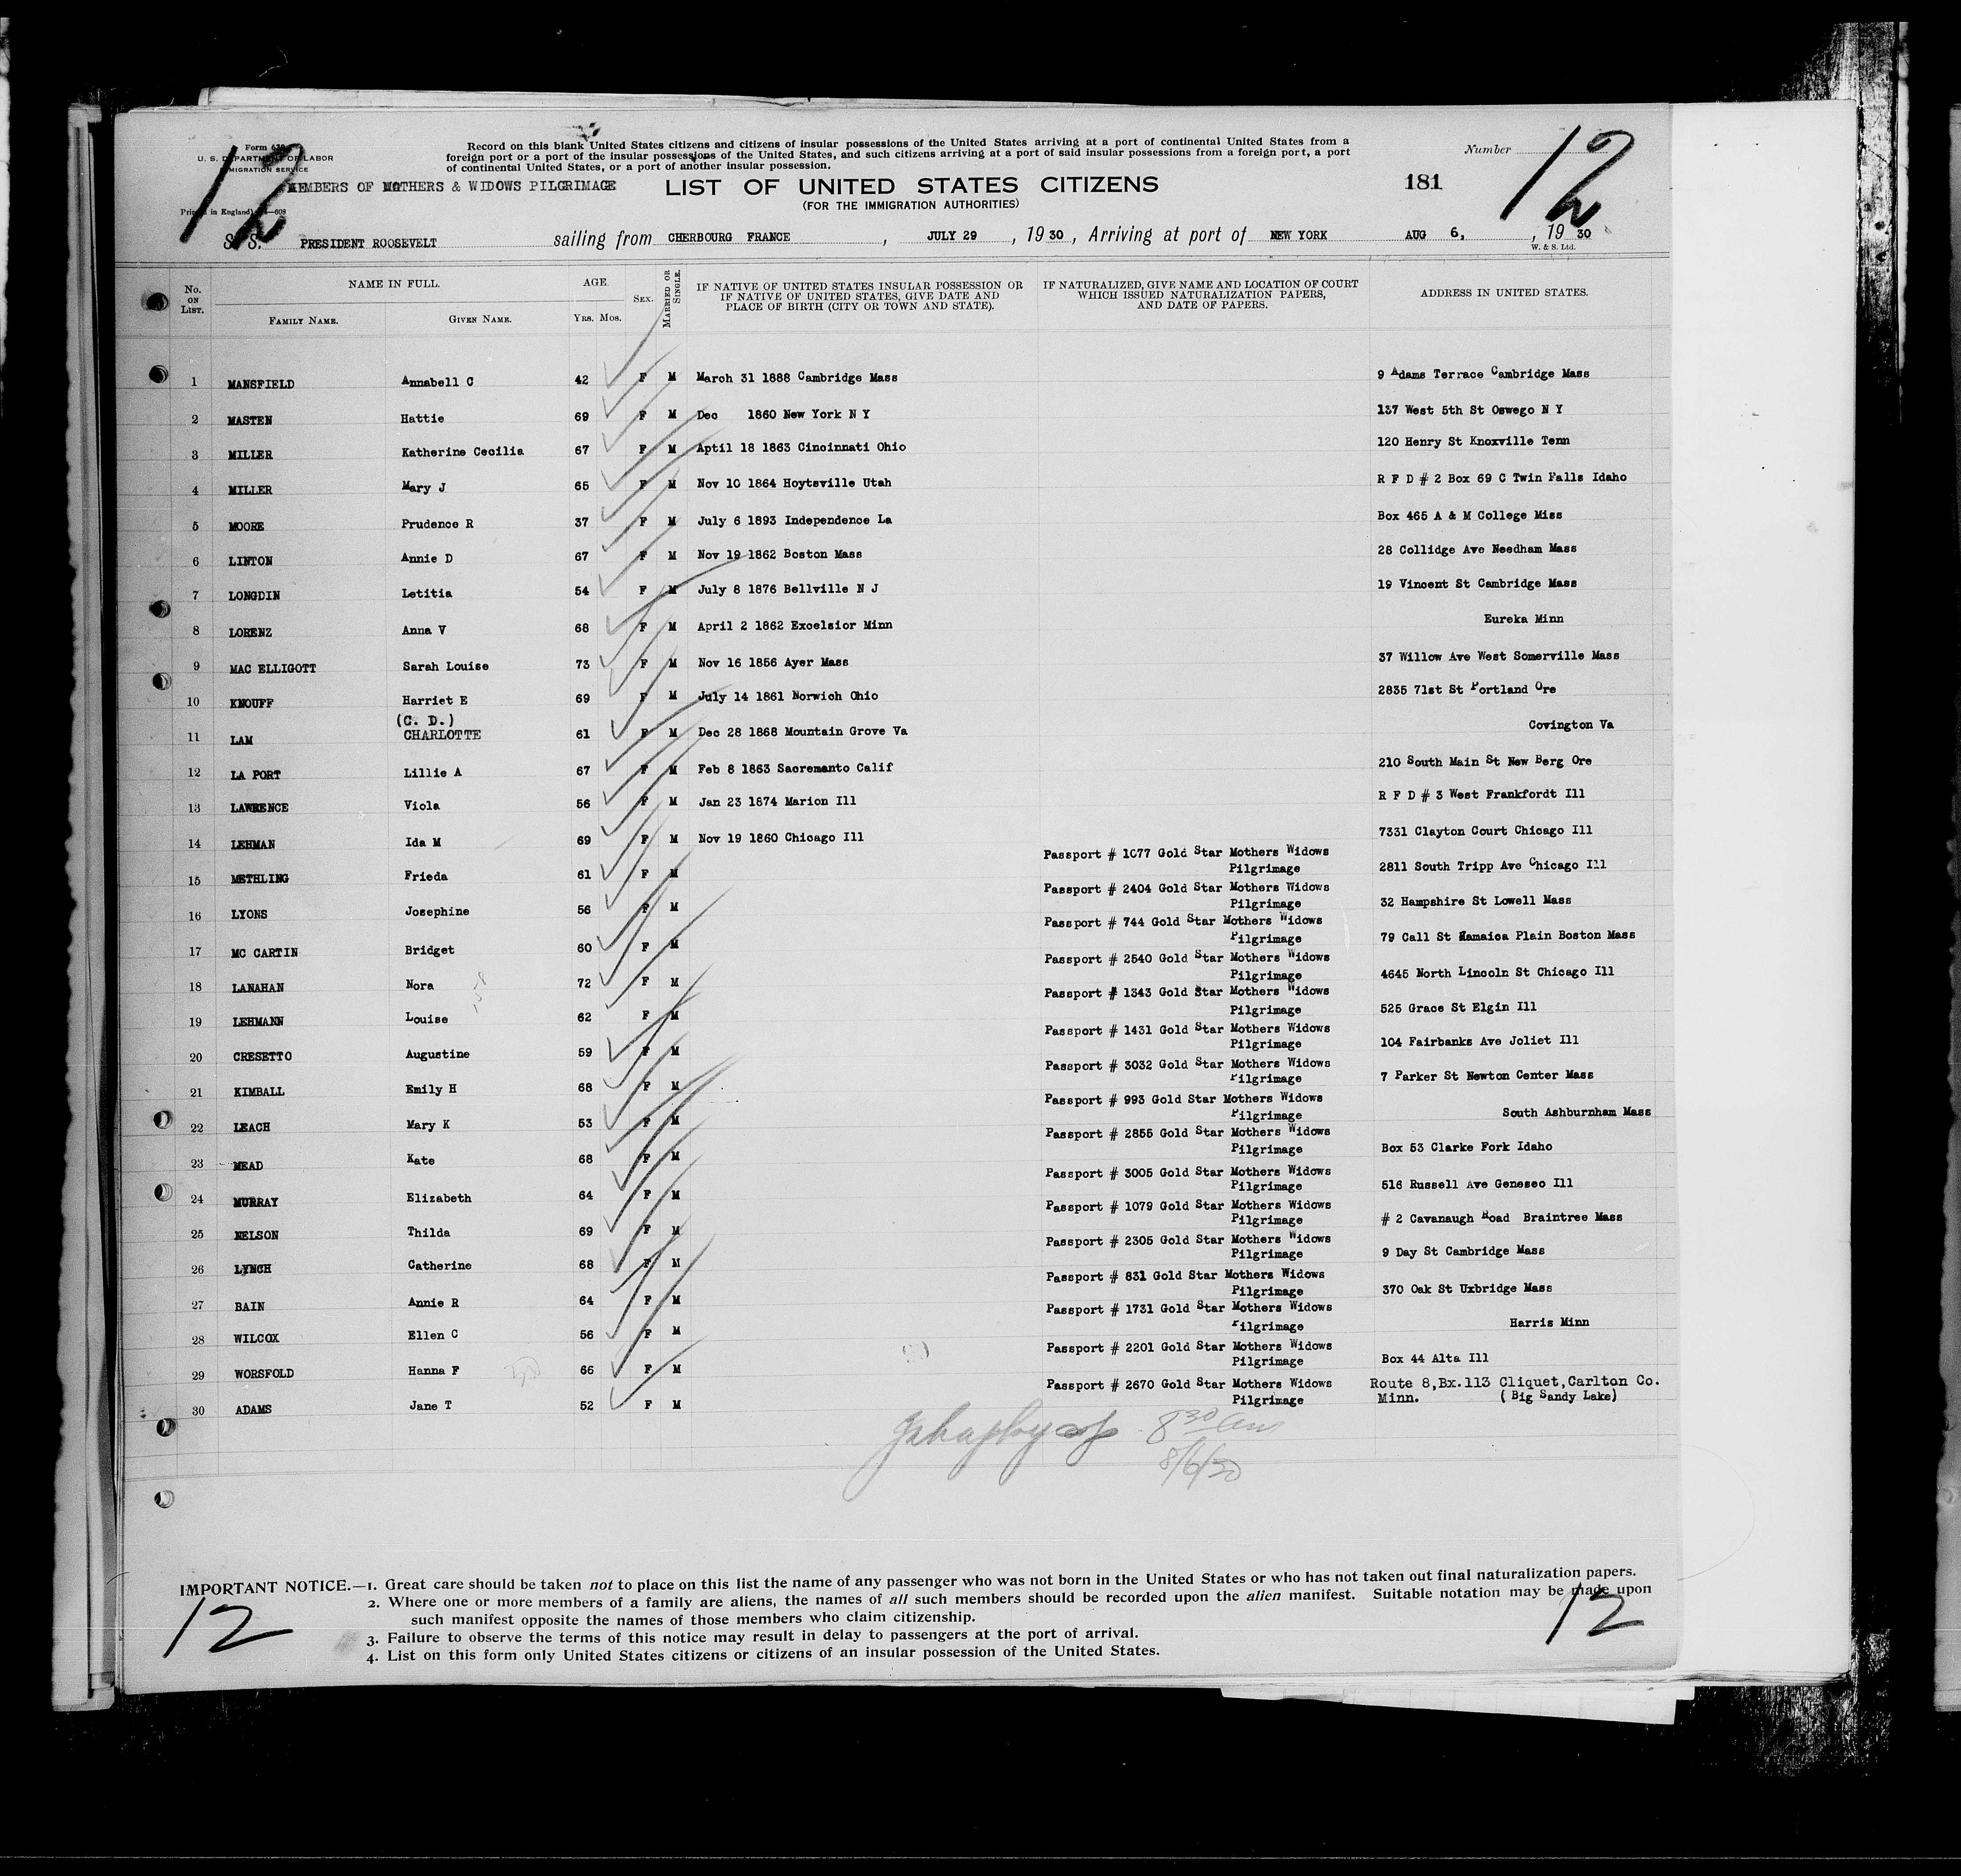 Form 630
U. S. DEPARTMENT OF LABOR
IMMIGRATION SERVICE
Record on this blank United States citizens and citizens of insular possessions of the United States arriving at a port of continental United States from a
foreign port or a port of the insular possessions of the United States, and such citizens arriving at a port of said insular possessions from a foreign port, a port
of continental United States, or a port of another insular possession.
Number
12
12
MEMBERS OF MOTHERS & WIDOWS PILGRIMAGE
LIST OF UNITED STATES CITIZENS
181
(FOR THE IMMIGRATION AUTHORITIES)
S. S. PRESIDENT ROOSEVELT sailing from CHERBOURG FRANCE , JULY 29 , 19 30 , Arriving at port of NEW YORK AUG 6, , 19 30
W. & S. Ltd.
No. ON LIST.
NAME IN FULL.
FAMILY NAME.
GIVEN NAME.
AGE.
YRS. MOS.
SEX.
MARRIED OR SINGLE.
IF NATIVE OF UNITED STATES INSULAR POSSESSION OR
IF NATIVE OF UNITED STATES, GIVE DATE AND
PLACE OF BIRTH (CITY OR TOWN AND STATE).
IF NATURALIZED, GIVE NAME AND LOCATION OF COURT
WHICH ISSUED NATURALIZATION PAPERS,
AND DATE OF PAPERS.
ADDRESS IN UNITED STATES.
1 MANSFIELD Annabell C 42 F M March 31 1888 Cambridge Mass 9 Adams Terrace Cambridge Mass
2 MASTEN Hattie 69 F M Dec 1860 New York N Y 137 West 5th St Oswego N Y
3 MILLER Katherine Cecilia 67 F M Aptil 18 1863 Cincinnati Ohio 120 Henry St Knoxville Tenn
4 MILLER Mary J 65 F M Nov 10 1864 Hoytsville Utah R F D # 2 Box 69 C Twin Falls Idaho
5 MOORE Prudence R 37 F M July 6 1893 Independence La Box 465 A & M College Miss
6 LINTON Annie D 67 F M Nov 19 1862 Boston Mass 28 Collidge Ave Needham Mass
7 LONGDIN Letitia 54 F M July 8 1876 Bellville N J 19 Vincent St Cambridge Mass
8 LORENZ Anna V 68 F M April 2 1862 Excelsior Minn Eureka Minn
9 MAC ELLIGOTT Sarah Louise 73 F M Nov 16 1856 Ayer Mass 37 Willow Ave West Somerville Mass
10 KNOUFF Harriet E 69 F M July 14 1861 Norwich Ohio 2835 71st St Portland Ore
(C. D.)
11 LAM CHARLOTTE 61 F M Dec 28 1868 Mountain Grove Va Covington Va
12 LA PORT Lillie A 67 F M Feb 8 1863 Sacremanto Calif 210 South Main St New Berg Ore
13 LAWRENCE Viola 56 F M Jan 23 1874 Marion Ill R F D # 3 West Frankfordt Ill
14 LEHMAN Ida M 69 F M Nov 19 1860 Chicago Ill 7331 Clayton Court Chicago Ill
Passport # 1077 Gold Star Mothers Widows
15 METHLING Frieda 61 F M Pilgrimage 2811 South Tripp Ave Chicago Ill
Passport # 2404 Gold Star Mothers Widows
16 LYONS Josephine 56 F M Pilgrimage 32 Hampshire St Lowell Mass
Passport # 744 Gold Star Mothers Widows
17 MC CARTIN Bridget 60 F M Pilgrimage 79 Call St Jamaica Plain Boston Mass
Passport # 2540 Gold Star Mothers Widows
18 LANAHAN Nora 72 F M Pilgrimage 4645 North Lincoln St Chicago Ill
Passport # 1343 Gold Star Mothers Widows
19 LEHMANN Louise 62 F M Pilgrimage 525 Grace St Elgin Ill
Passport # 1431 Gold Star Mothers Widows
20 CRESETTO Augustine 59 F M Pilgrimage 104 Fairbanks Ave Joliet Ill
Passport # 3032 Gold Star Mothers Widows
21 KIMBALL Emily H 68 F M Pilgrimage 7 Parker St Newton Center Mass
Passport # 993 Gold Star Mothers Widows
22 LEACH Mary K 53 F M Pilgrimage South Ashburnham Mass
Passport # 2855 Gold Star Mothers Widows
23 MEAD Kate 68 F M Pilgrimage Box 53 Clarke Fork Idaho
Passport # 3005 Gold Star Mothers Widows
24 MURRAY Elizabeth 64 F M Pilgrimage 516 Russell Ave Geneseo Ill
Passport # 1079 Gold Star Mothers Widows
25 NELSON Thilda 69 F M Pilgrimage # 2 Cavanaugh Road Braintree Mass
Passport # 2305 Gold Star Mothers Widows
26 LYNCH Catherine 68 F M Pilgrimage 9 Day St Cambridge Mass
Passport # 831 Gold Star Mothers Widows
27 BAIN Annie R 64 F M Pilgrimage 370 Oak St Uxbridge Mass
Passport # 1731 Gold Star Mothers Widows
28 WILCOX Ellen C 56 F M Pilgrimage Harris Minn
Passport # 2201 Gold Star Mothers Widows
29 WORSFOLD Hanna F 66 F M Pilgrimage Box 44 Alta Ill
Passport # 2670 Gold Star Mothers Widows Route 8,Bx.113 Cliquet,Carlton Co.
30 ADAMS Jane T 52 F M Pilgrimage Minn. (Big Sandy Lake)
8 30 am
8/6/30
IMPORTANT NOTICE.—1. Great care should be taken not to place on this list the name of any passenger who was not born in the United States or who has not taken out final naturalization papers.
2. Where one or more members of a family are aliens, the names of all such members should be recorded upon the alien manifest. Suitable notation may be made upon
such manifest opposite the names of those members who claim citizenship.
3. Failure to observe the terms of this notice may result in delay to passengers at the port of arrival.
4. List on this form only United States citizens or citizens of an insular possession of the United States.
12
12